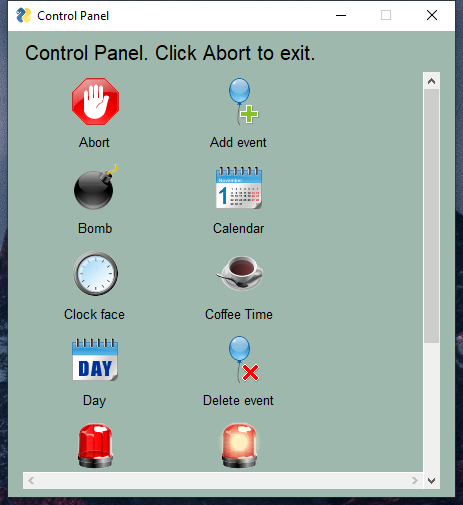 Control Panel
Control Panel. Click Abort to exit.
Abort
Add event
Bomb
November
1
Calendar
Clock face
Coffee Time
DAY
Day
Delete event